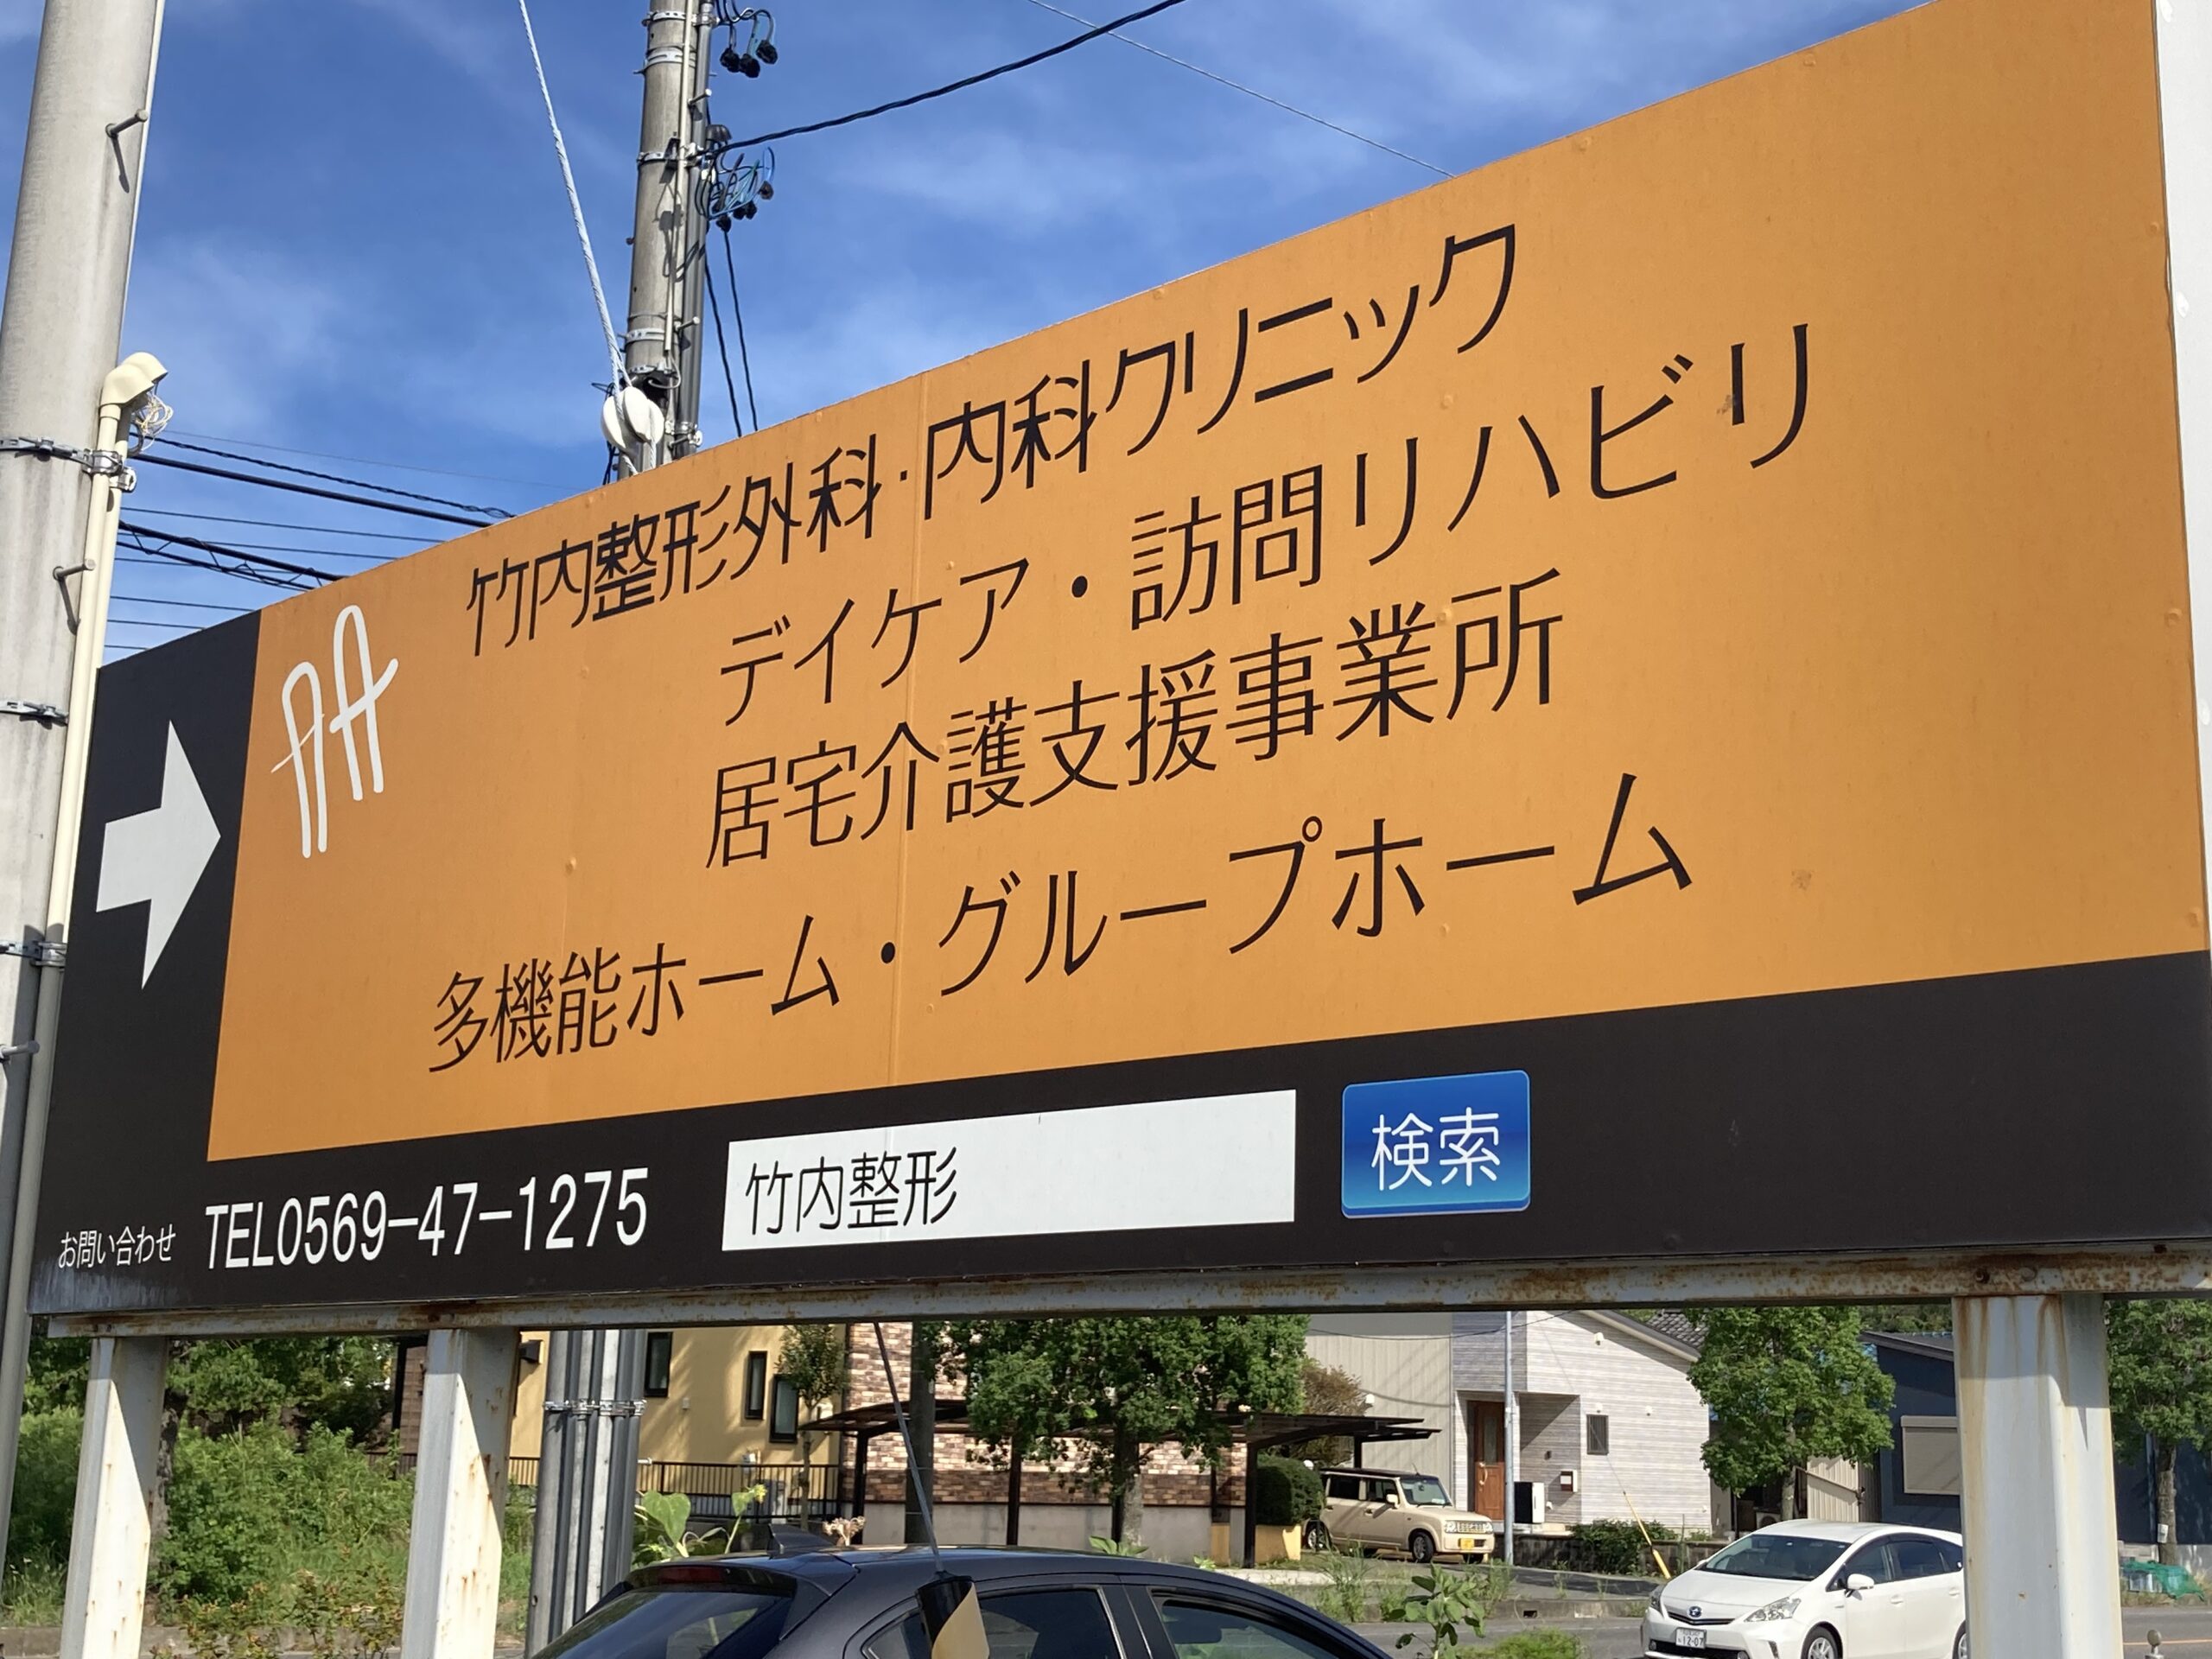 竹内整形外科・内科クリニック
デイケア・訪問リハビリ
居宅介護支援事業所
多機能ホーム・グループホーム
お問い合わせ TEL0569-47-1275 竹内整形 検索
12-07